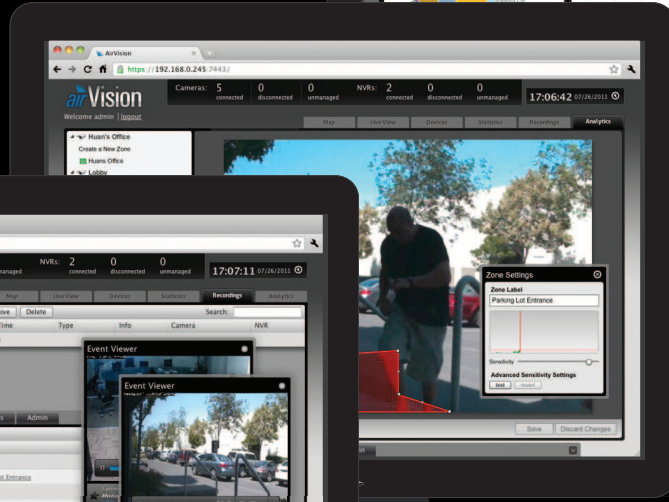 AirVision
https://192.168.0.245:7443/
airVision
Welcome admin | logout
Cameras: 5 connected 0 disconnected 0 unmanaged NVRs: 2 connected 0 disconnected 0 unmanaged
17:06:42 07/26/2011
Map Live View Devices Statistics Recordings Analytics
Huan's Office
Create a New Zone
Huans Office
Lobby
Zone Settings
Zone Label
Parking Lot Entrance
Sensitivity
Advanced Sensitivity Settings
test revert
Save Discard Changes
NVRs: 2 connected 0 disconnected 0 unmanaged
17:07:11 07/26/2011
Map Live View Devices Statistics Recordings Analytics
Delete
Search:
Type Info Camera NVR
Event Viewer
Event Viewer
Admin
Entrance